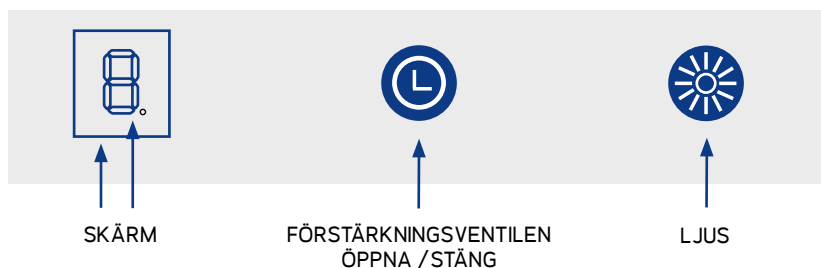 SKÄRM
FÖRSTÄRKNINGSVENTILEN
ÖPPNA / STÄNG
LJUS